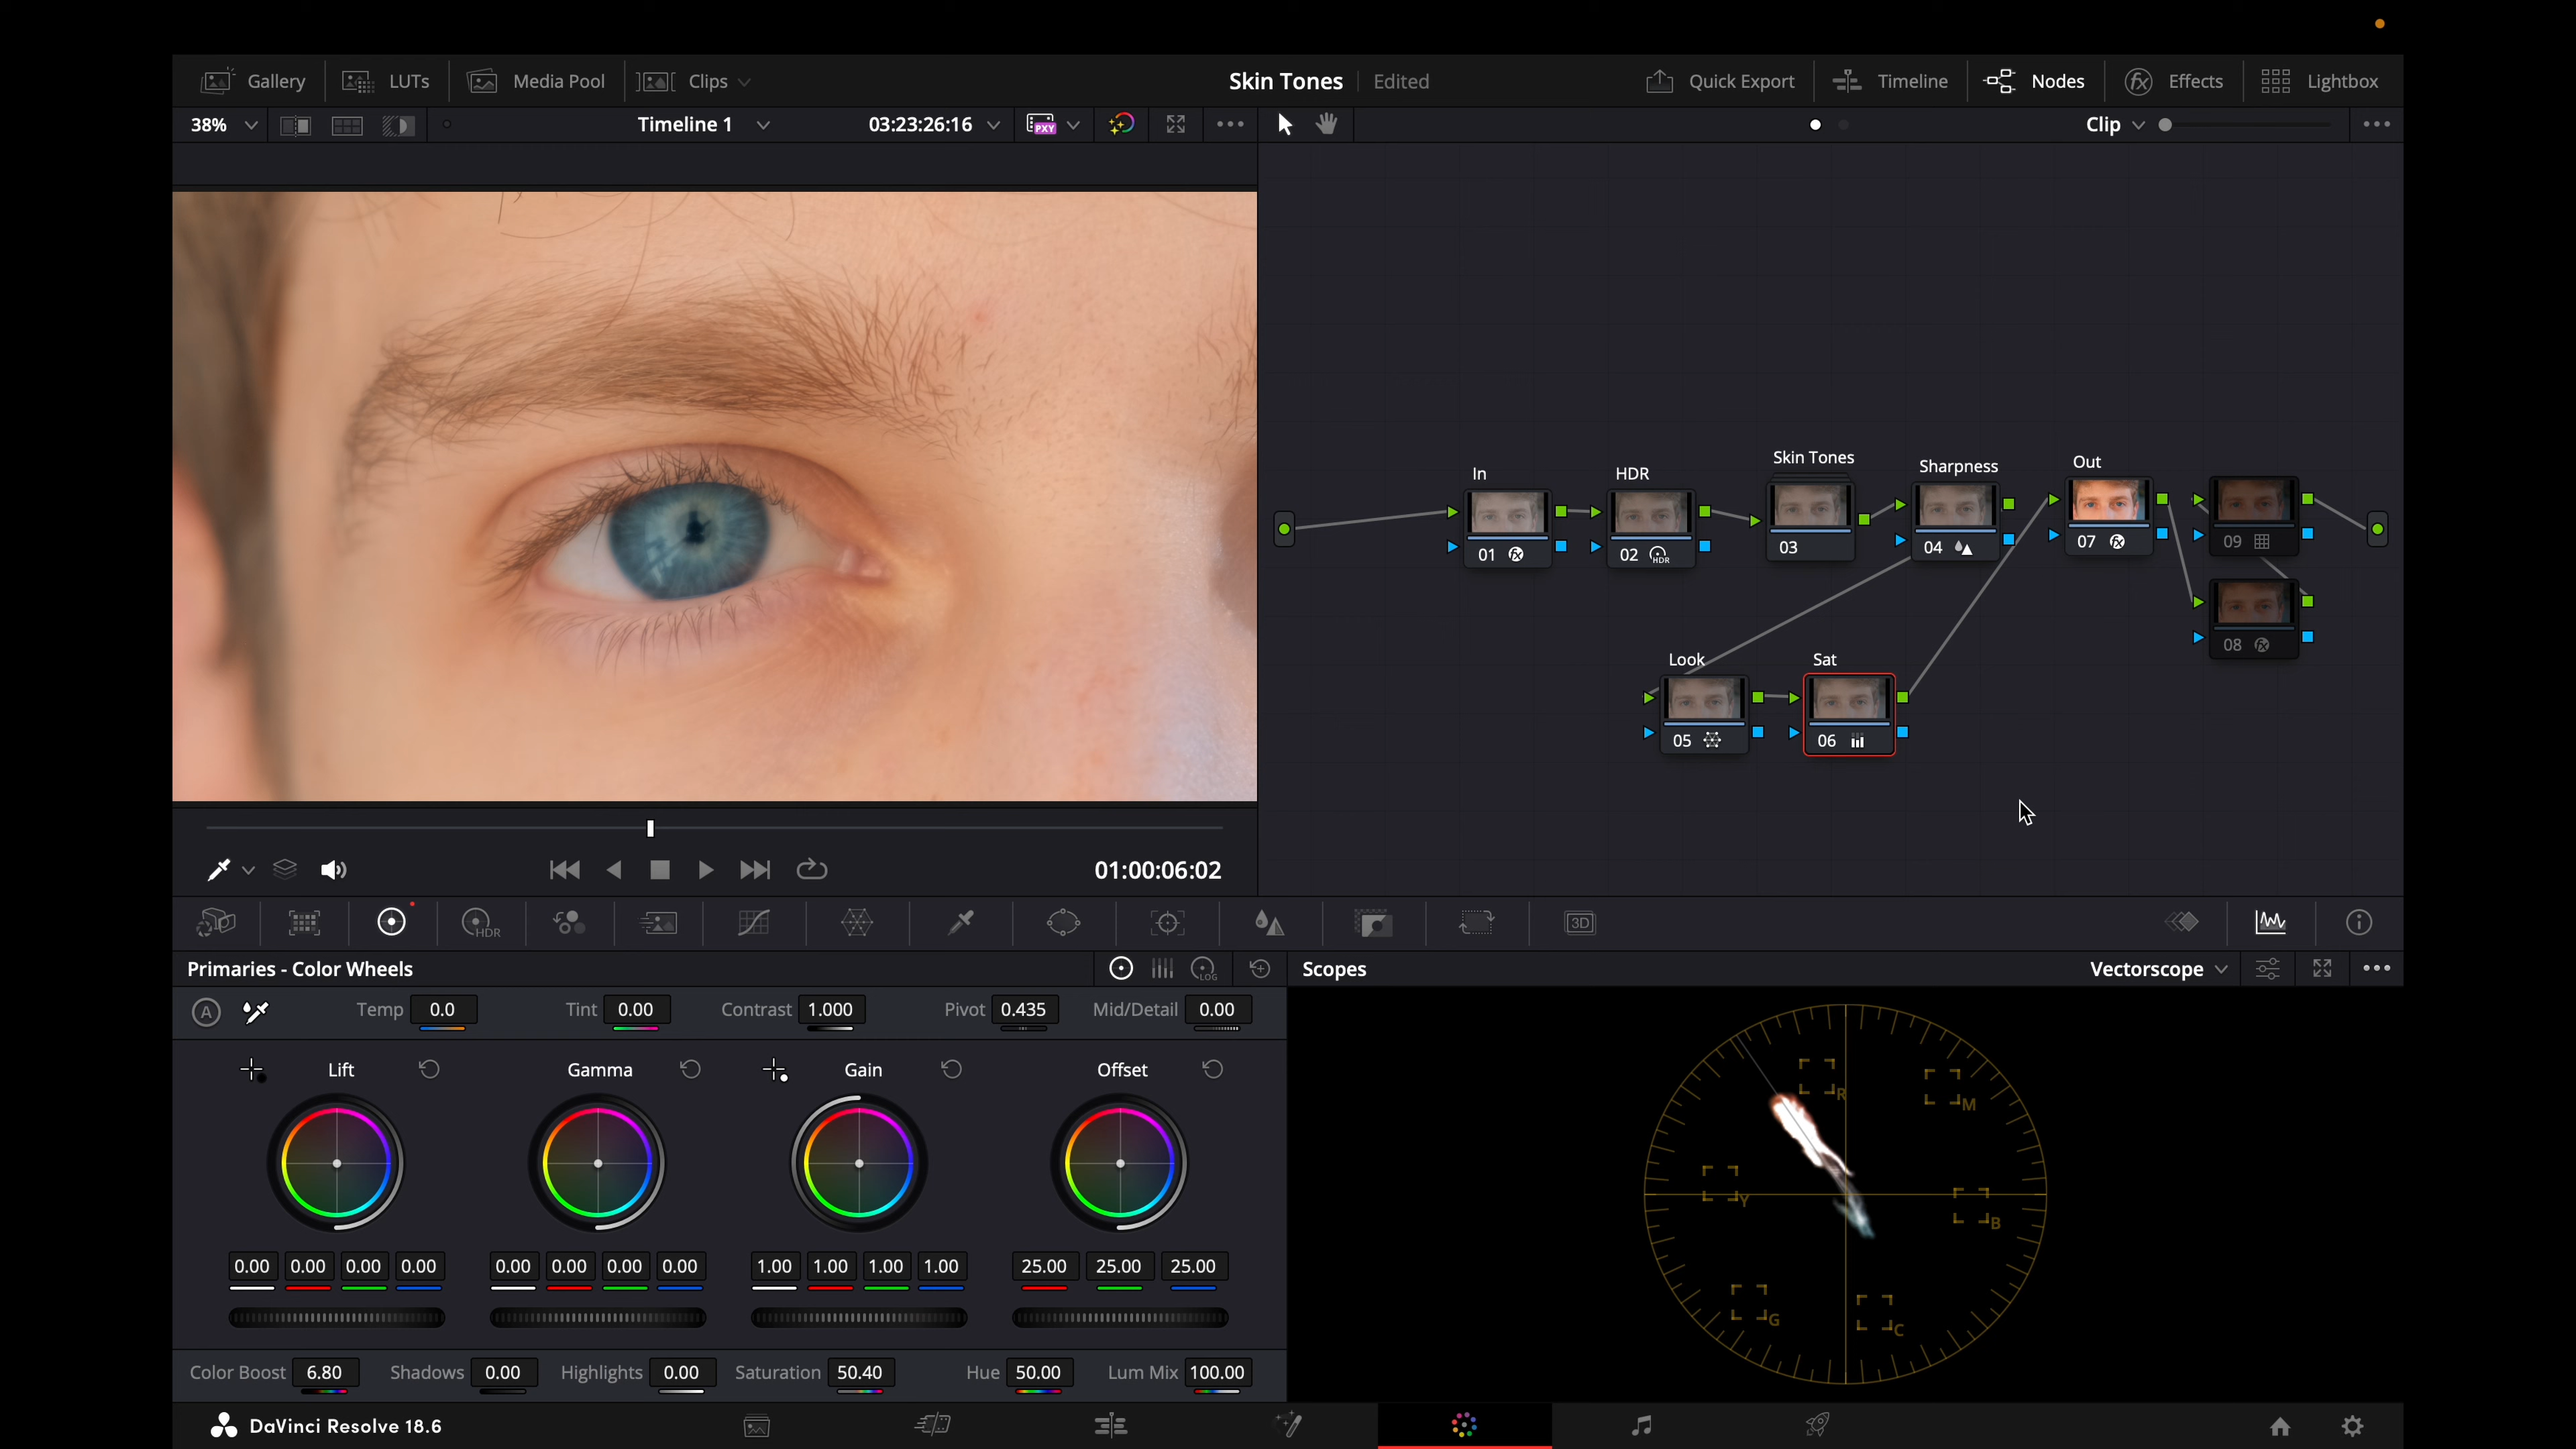 Gallery LUTs Media Pool Clips Skin Tones Edited Quick Export Timeline Nodes Effects Lightbox
38% Timeline 1 03:23:26:16 PXY Clip
Skin Tones
Out
Sharpness
In HDR
07 09
03 04
01 02 HDR
08
Look Sat
05 06
01:00:06:02
HDR 3D
Primaries - Color Wheels LOG Scopes Vectorscope
A Temp 0.0 Tint 0.00 Contrast 1.000 Pivot 0.435 Mid/Detail 0.00
Lift Gamma Gain Offset
R
M
Y
B
G
C
0.00 0.00 0.00 0.00 0.00 0.00 0.00 0.00 1.00 1.00 1.00 1.00 25.00 25.00 25.00
Color Boost 6.80 Shadows 0.00 Highlights 0.00 Saturation 50.40 Hue 50.00 Lum Mix 100.00
DaVinci Resolve 18.6